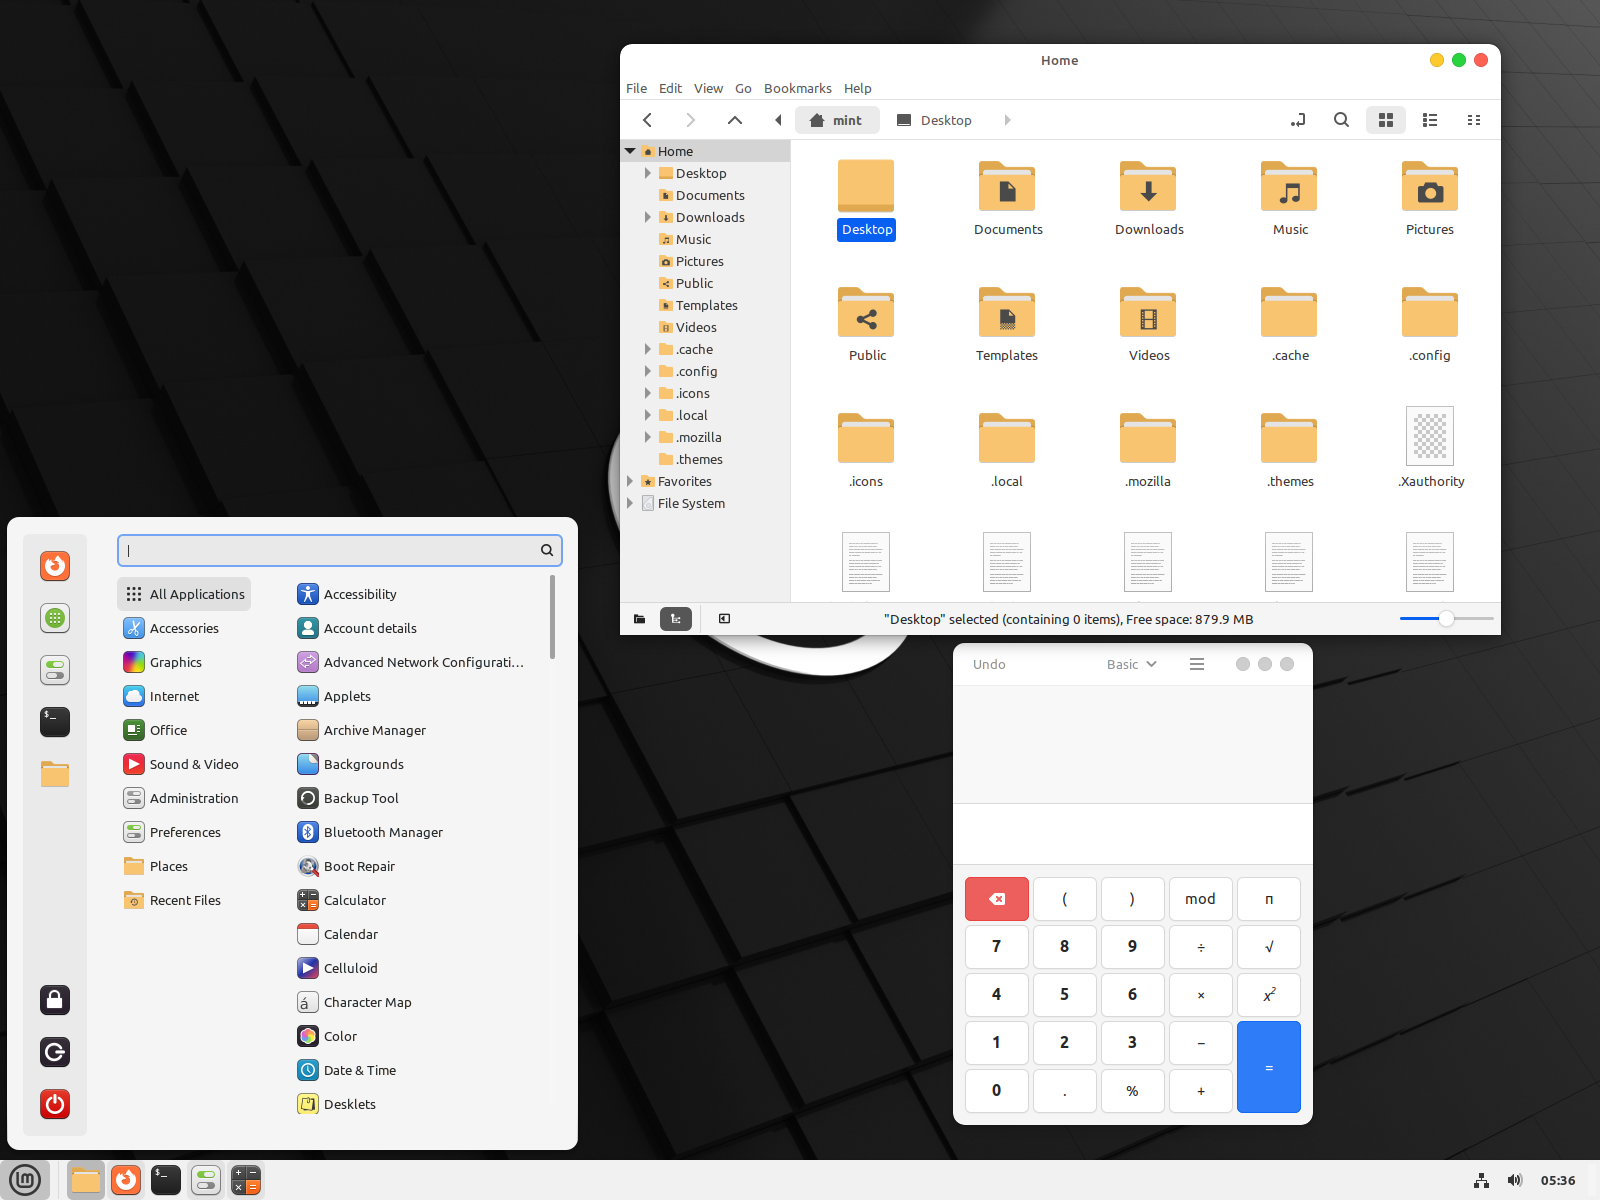 Home
File Edit View Go Bookmarks Help
mint Desktop
Home
Desktop
Documents
Downloads
Music
Pictures
Public
Templates
Videos
.cache
.config
.icons
.local
.mozilla
.themes
Favorites
File System
Desktop Documents Downloads Music Pictures
Public Templates Videos .cache .config
.icons .local .mozilla .themes .Xauthority
"Desktop" selected (containing 0 items), Free space: 879.9 MB
All Applications
Accessories
Graphics
Internet
Office
Sound & Video
Administration
Preferences
Places
Recent Files
Accessibility
Account details
Advanced Network Configurati...
Applets
Archive Manager
Backgrounds
Backup Tool
Bluetooth Manager
Boot Repair
Calculator
Calendar
Celluloid
Character Map
Color
Date & Time
Desklets
Undo Basic
( ) mod π
7 8 9 ÷ √
4 5 6 × x²
1 2 3 −
0 . % + =
05:36